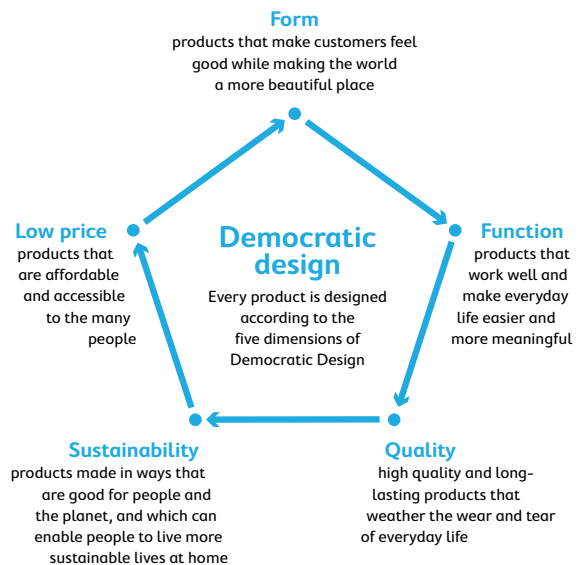 Form
products that make customers feel
good while making the world
a more beautiful place
Low price
products that
are affordable
and accessible
to the many
people
Democratic
design
Every product is designed
according to the
five dimensions of
Democratic Design
Function
products that
work well and
make everyday
life easier and
more meaningful
Sustainability
products made in ways that
are good for people and
the planet, and which can
enable people to live more
sustainable lives at home
Quality
high quality and long-
lasting products that
weather the wear and tear
of everyday life